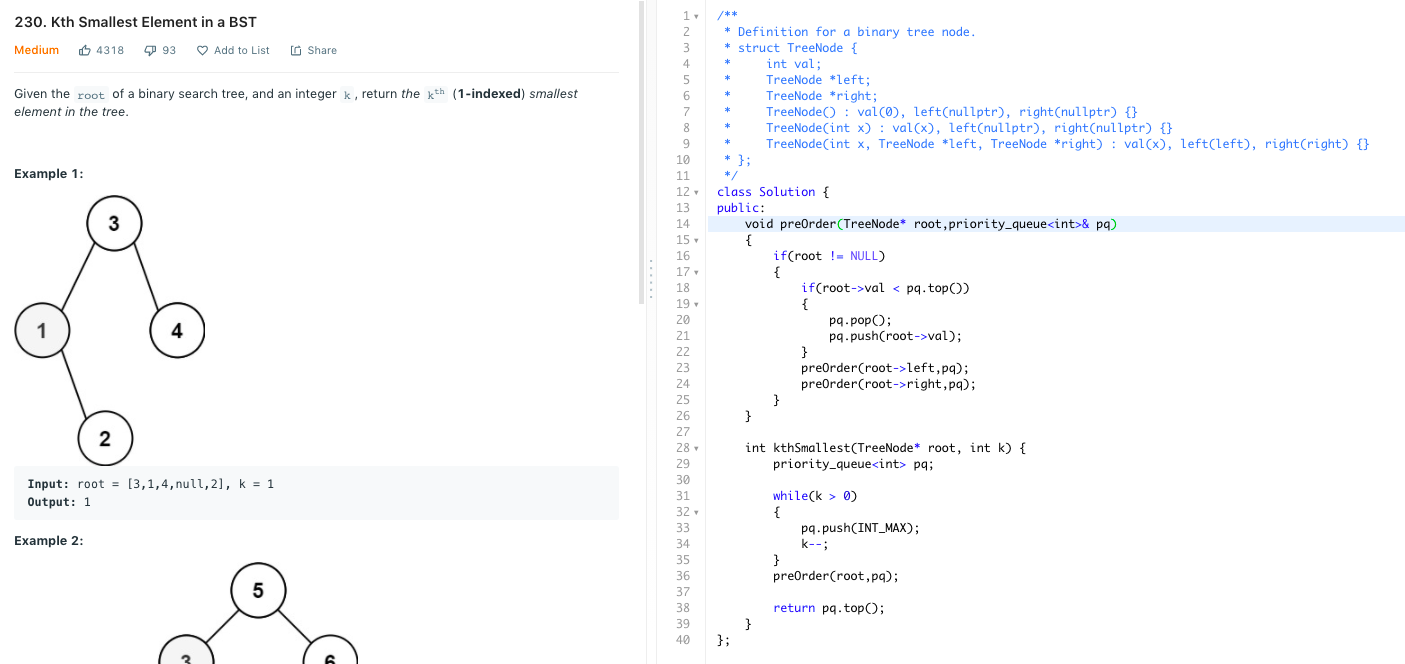 230. Kth Smallest Element in a BST
Medium 4318 93 Add to List Share
Given the root of a binary search tree, and an integer k, return the kth (1-indexed) smallest
element in the tree.
Example 1:
3
1
4
2
Input: root = [3,1,4,null,2], k = 1
Output: 1
Example 2:
5
3
6
1 /**
2  * Definition for a binary tree node.
3  * struct TreeNode {
4  *     int val;
5  *     TreeNode *left;
6  *     TreeNode *right;
7  *     TreeNode() : val(0), left(nullptr), right(nullptr) {}
8  *     TreeNode(int x) : val(x), left(nullptr), right(nullptr) {}
9  *     TreeNode(int x, TreeNode *left, TreeNode *right) : val(x), left(left), right(right) {}
10  * };
11  */
12 class Solution {
13 public:
14     void preOrder(TreeNode* root,priority_queue<int>& pq)
15     {
16         if(root != NULL)
17         {
18             if(root->val < pq.top())
19             {
20                 pq.pop();
21                 pq.push(root->val);
22             }
23             preOrder(root->left,pq);
24             preOrder(root->right,pq);
25         }
26     }
27
28     int kthSmallest(TreeNode* root, int k) {
29         priority_queue<int> pq;
30
31         while(k > 0)
32         {
33             pq.push(INT_MAX);
34             k--;
35         }
36         preOrder(root,pq);
37
38         return pq.top();
39     }
40 };